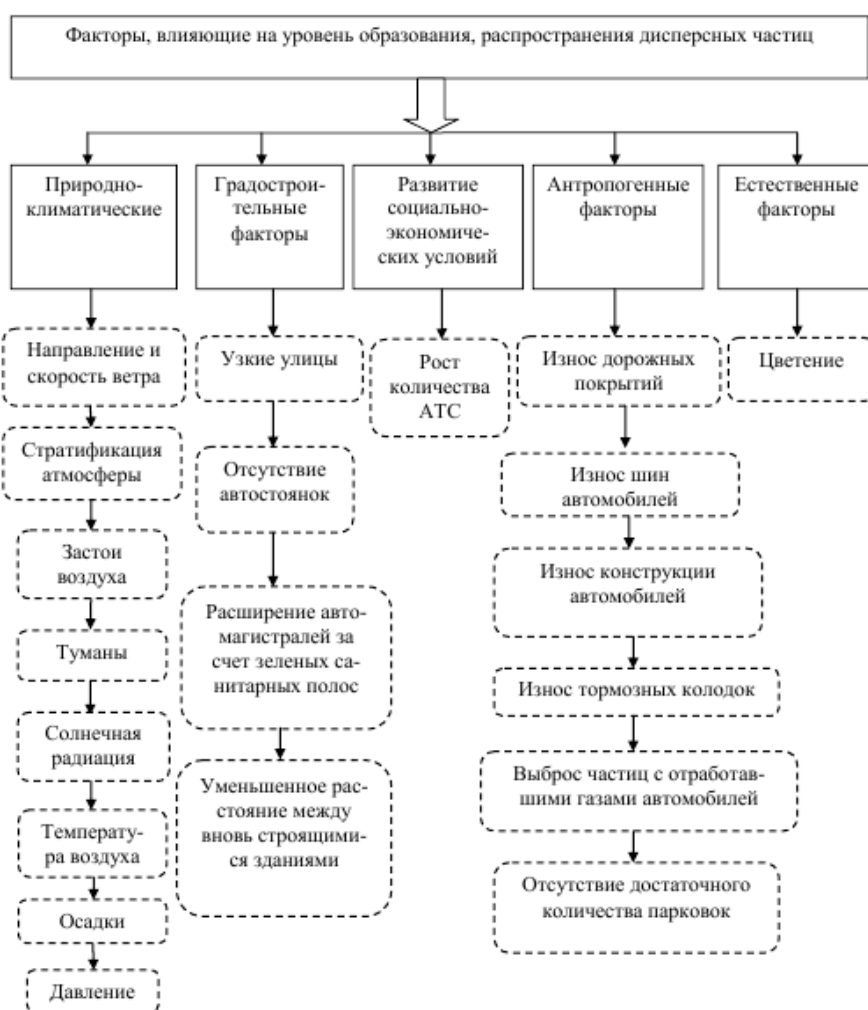 Факторы, влияющие на уровень образования, распространения дисперсных частиц
Природно-
климатические
Градострои-
тельные
факторы
Развитие
социально-
экономиче-
ских условий
Антропогенные
факторы
Естественные
факторы
Направление и
скорость ветра
Стратификация
атмосферы
Застои
воздуха
Туманы
Солнечная
радиация
Температу-
ра воздуха
Осадки
Давление
Узкие улицы
Отсутствие
автостоянок
Расширение авто-
магистралей за
счет зеленых са-
нитарных полос
Уменьшенное рас-
стояние между
вновь строящими-
ся зданиями
Рост
количества
АТС
Износ дорожных
покрытий
Износ шин
автомобилей
Износ конструкции
автомобилей
Износ тормозных колодок
Выброс частиц с отработав-
шими газами автомобилей
Отсутствие достаточного
количества парковок
Цветение